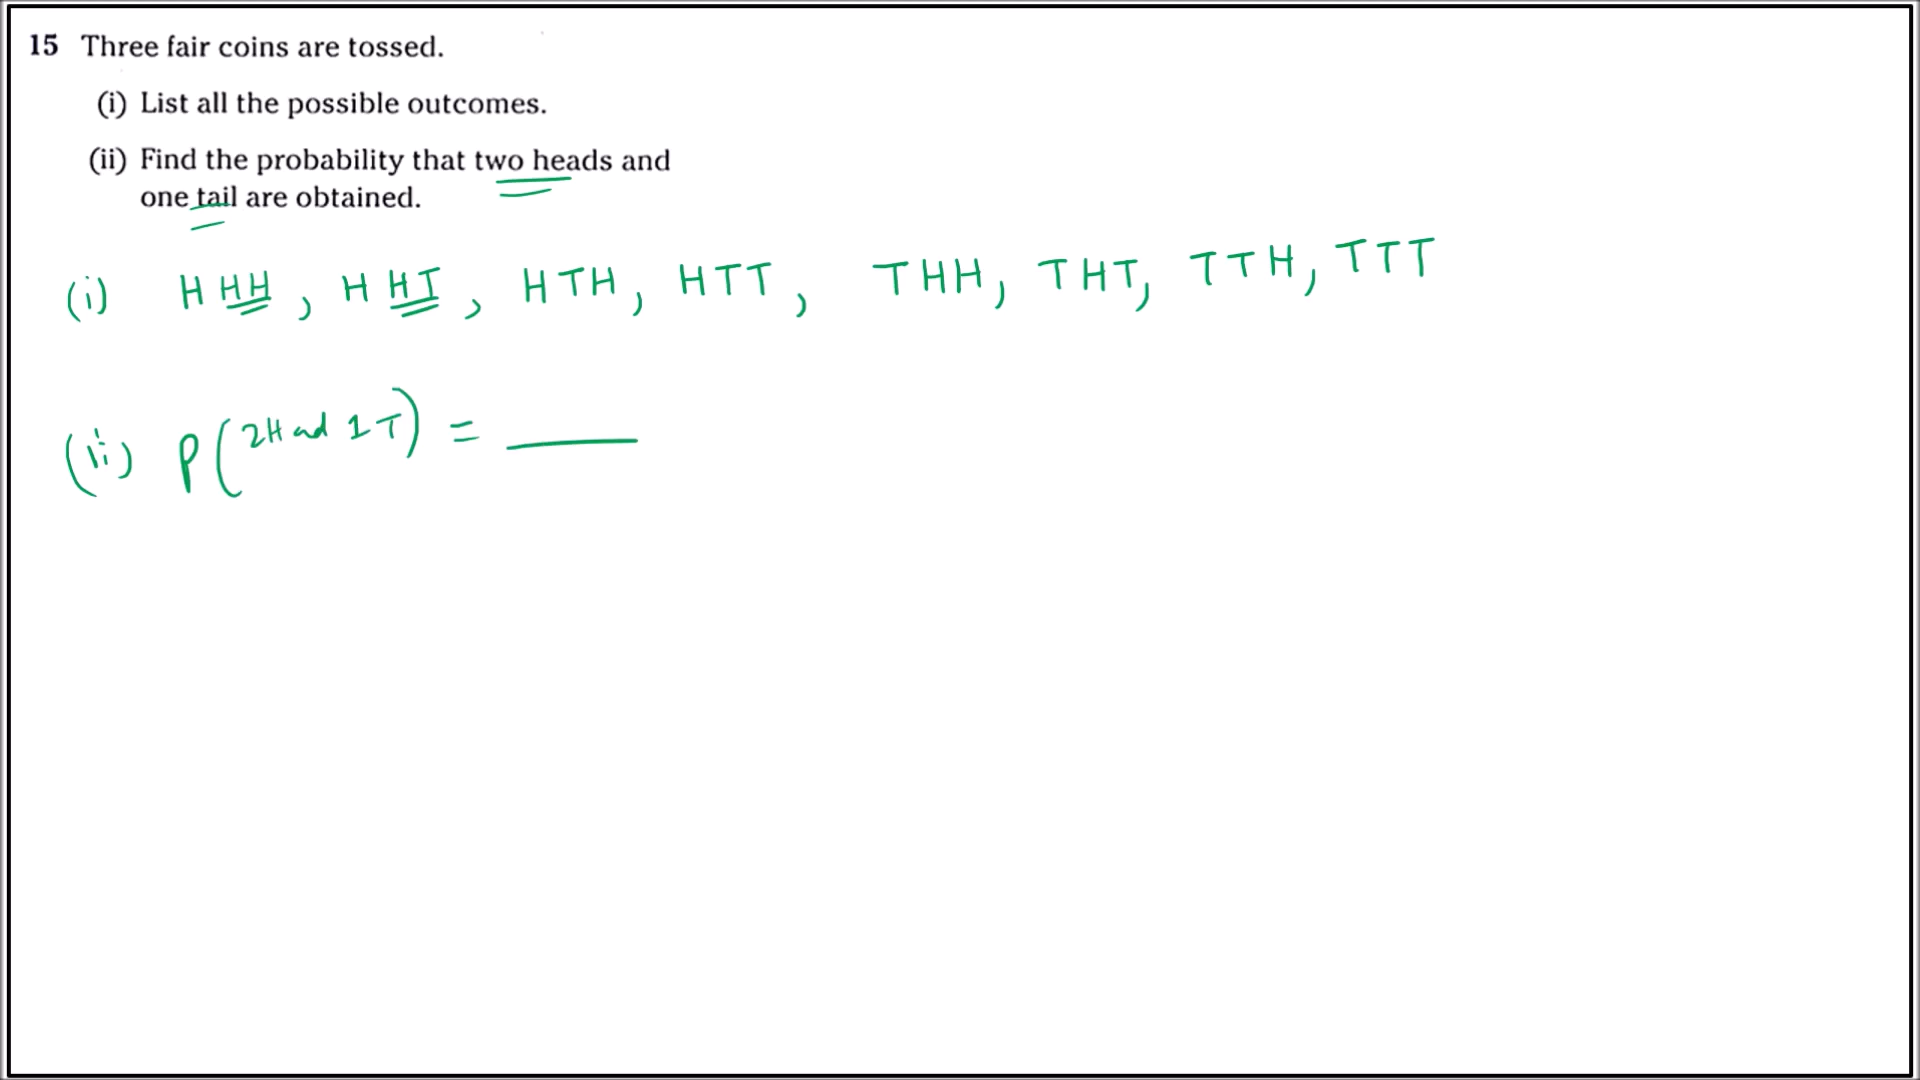 15 Three fair coins are tossed.
(i) List all the possible outcomes.
(ii) Find the probability that two heads and
one tail are obtained.
(i) HHH, HHT, HTH, HTT, THH, THT, TTH, TTT
(ii) P(2H and 1T) =